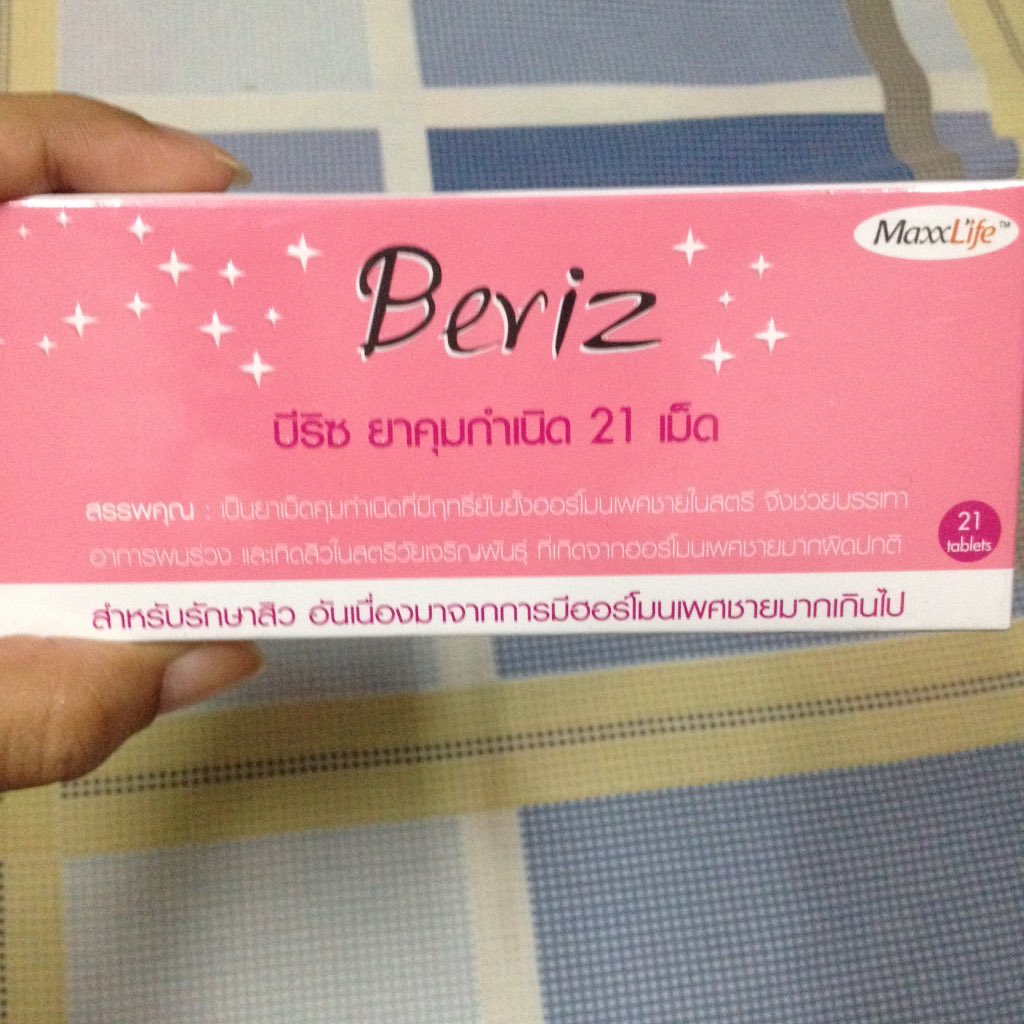 MaxxLife™
Beriz
บีริซ ยาคุมกำเนิด 21 เม็ด
สรรพคุณ : เป็นยาเม็ดคุมกำเนิดที่มีฤทธิ์ยับยั้งฮอร์โมนเพศชายในสตรี จึงช่วยบรรเทา
อาการผมร่วง และเกิดสิวในสตรีวัยเจริญพันธุ์ ที่เกิดจากฮอร์โมนเพศชายมากผิดปกติ
21
tablets
สำหรับรักษาสิว อันเนื่องมาจากการมีฮอร์โมนเพศชายมากเกินไป